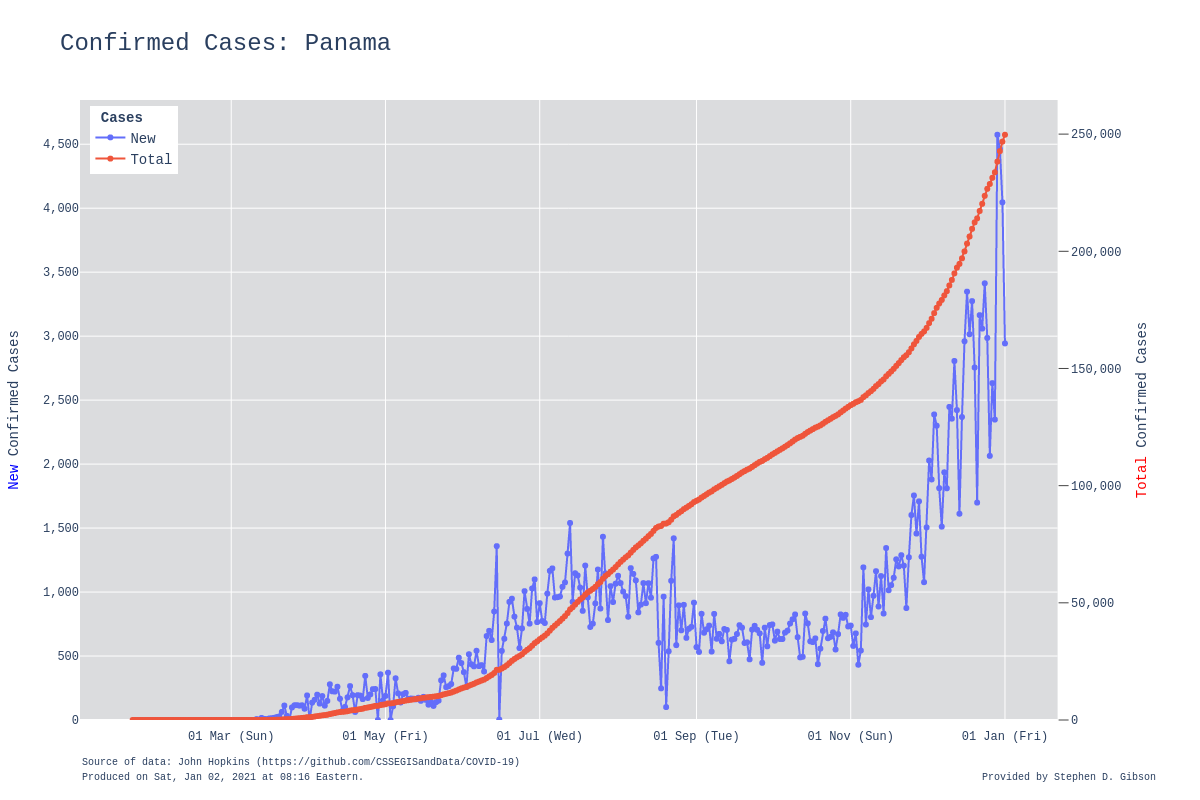 Confirmed Cases: Panama
Cases
New
Total
4,500
4,000
3,500
3,000
2,500
2,000
1,500
1,000
500
0
New Confirmed Cases
250,000
200,000
150,000
100,000
50,000
0
Total Confirmed Cases
01 Mar (Sun) 01 May (Fri) 01 Jul (Wed) 01 Sep (Tue) 01 Nov (Sun) 01 Jan (Fri)
Source of data: John Hopkins (https://github.com/CSSEGISandData/COVID-19)
Produced on Sat, Jan 02, 2021 at 08:16 Eastern.
Provided by Stephen D. Gibson